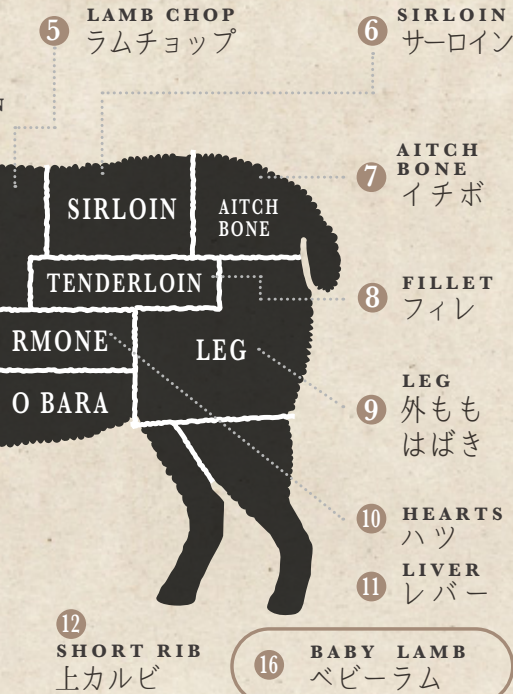 5 LAMB CHOP
ラムチョップ
6 SIRLOIN
サーロイン
N
7 AITCH
BONE
イチボ
SIRLOIN
AITCH
BONE
TENDERLOIN
8 FILLET
フィレ
RMONE
LEG
O BARA
9 LEG
外もも
はばき
10 HEARTS
ハツ
11 LIVER
レバー
12
SHORT RIB
上カルビ
16 BABY LAMB
ベビーラム